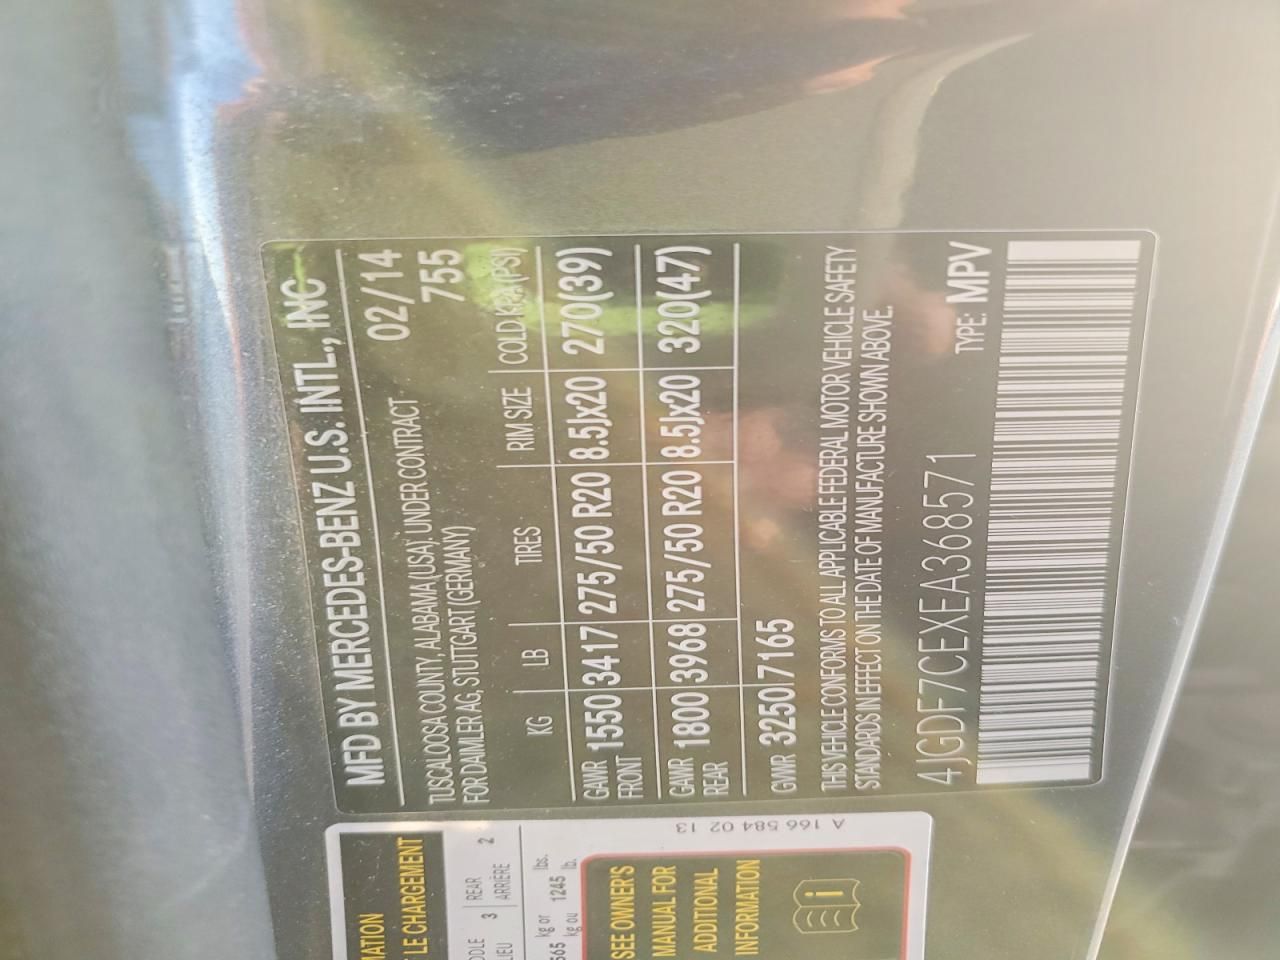 MFD BY MERCEDES-BENZ U.S. INTL., INC
TUSCALOOSA COUNTY, ALABAMA (USA), UNDER CONTRACT 02/14
FOR DAIMLER AG, STUTTGART (GERMANY) 755
KG LB TIRES RIM SIZE COLD KPA (PSI)
GAWR FRONT 1550 3417 275/50 R20 8.5Jx20 270(39)
GAWR REAR 1800 3968 275/50 R20 8.5Jx20 320(47)
GVWR 3250 7165
THIS VEHICLE CONFORMS TO ALL APPLICABLE FEDERAL MOTOR VEHICLE SAFETY
STANDARDS IN EFFECT ON THE DATE OF MANUFACTURE SHOWN ABOVE.
4JGDF7CEXEA368571 TYPE: MPV
LE CHARGEMENT
3 REAR 2
ARRIÈRE
kg or lbs.
565 1245
kg ou lb.
SEE OWNER'S
MANUAL FOR
ADDITIONAL
INFORMATION
A 166 584 02 13